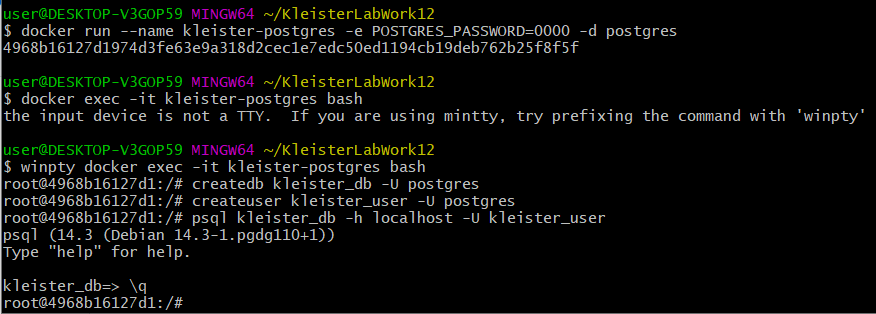 user@DESKTOP-V3GOP59 MINGW64 ~/KleisterLabWork12
$ docker run --name kleister-postgres -e POSTGRES_PASSWORD=0000 -d postgres
4968b16127d1974d3fe63e9a318d2cec1e7edc50ed1194cb19deb762b25f8f5f
user@DESKTOP-V3GOP59 MINGW64 ~/KleisterLabWork12
$ docker exec -it kleister-postgres bash
the input device is not a TTY.  If you are using mintty, try prefixing the command with 'winpty'
user@DESKTOP-V3GOP59 MINGW64 ~/KleisterLabWork12
$ winpty docker exec -it kleister-postgres bash
root@4968b16127d1:/# createdb kleister_db -U postgres
root@4968b16127d1:/# createuser kleister_user -U postgres
root@4968b16127d1:/# psql kleister_db -h localhost -U kleister_user
psql (14.3 (Debian 14.3-1.pgdg110+1))
Type "help" for help.
kleister_db=> \q
root@4968b16127d1:/#